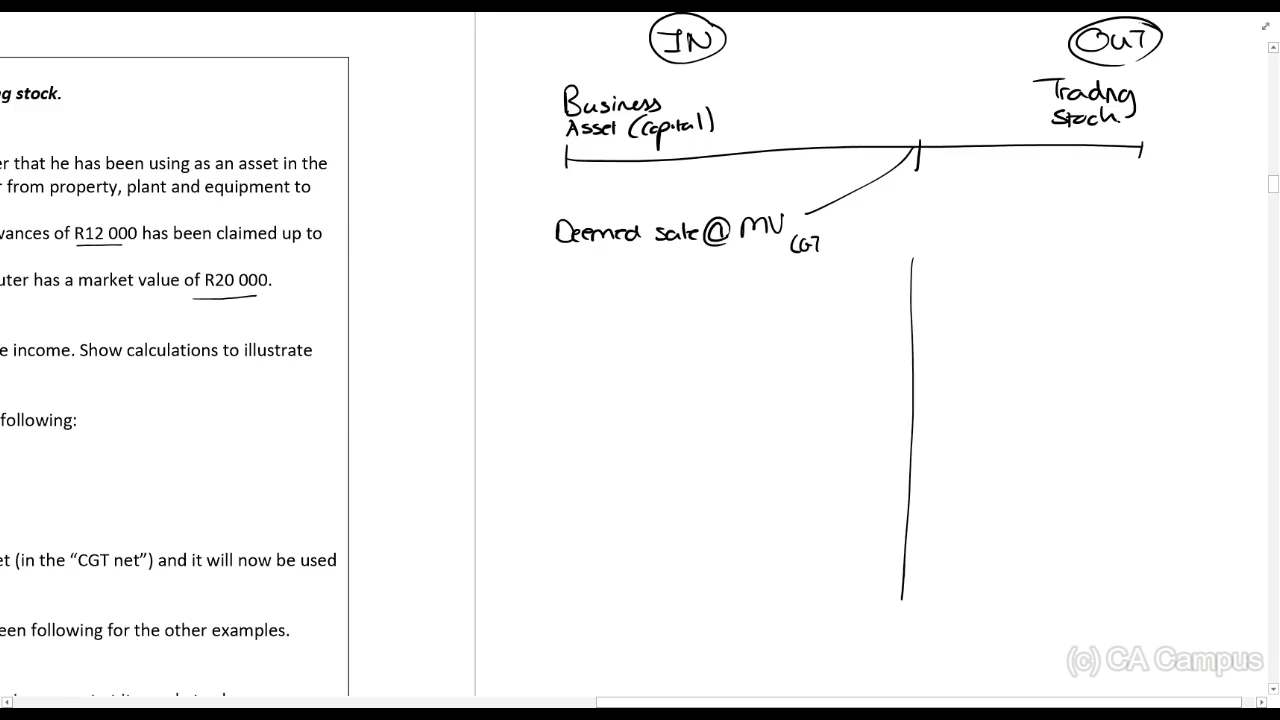 ng stock.
er that he has been using as an asset in the
r from property, plant and equipment to
vances of R12 000 has been claimed up to
uter has a market value of R20 000.
e income. Show calculations to illustrate
following:
et (in the “CGT net”) and it will now be used
een following for the other examples.
IN
OUT
Business
Asset (Capital)
Trading
Stock.
Deemed sale @ MV
CGT
(c) CA Campus